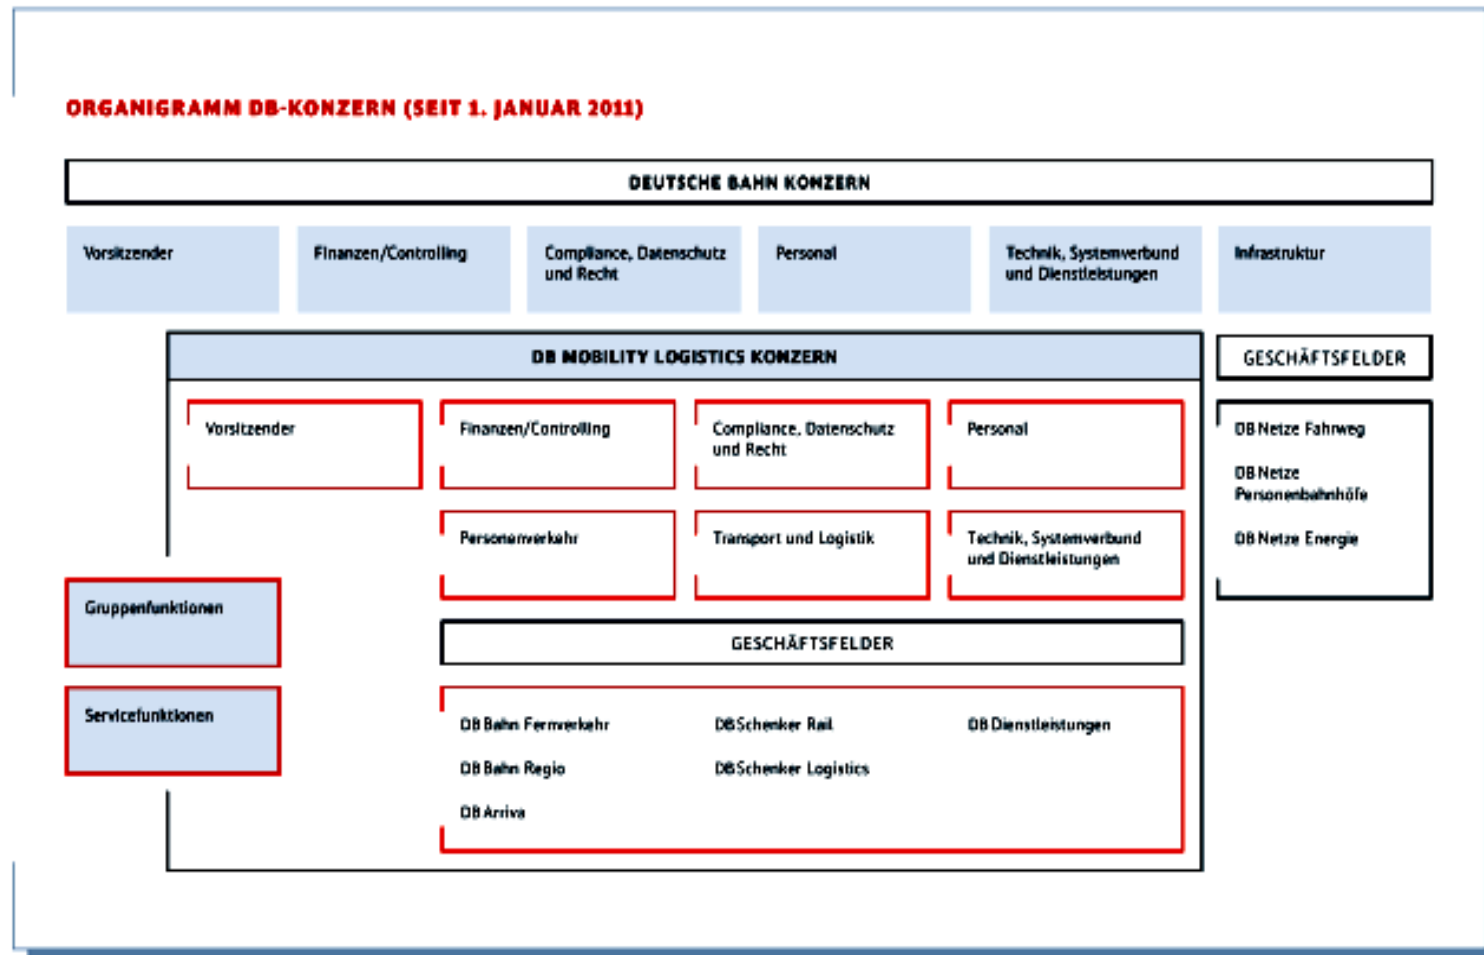 ORGANIGRAMM DB-KONZERN (SEIT 1. JANUAR 2011)
DEUTSCHE BAHN KONZERN
Vorsitzender
Finanzen/Controlling
Compliance, Datenschutz
und Recht
Personal
Technik, Systemverbund
und Dienstleistungen
Infrastruktur
DB MOBILITY LOGISTICS KONZERN
Vorsitzender
Finanzen/Controlling
Compliance, Datenschutz
und Recht
Personal
Personenverkehr
Transport und Logistik
Technik, Systemverbund
und Dienstleistungen
GESCHÄFTSFELDER
DB Netze Fahrweg
DB Netze
Personenbahnhöfe
DB Netze Energie
Gruppenfunktionen
Servicefunktionen
GESCHÄFTSFELDER
DB Bahn Fernverkehr
DB Bahn Regio
DB Arriva
DB Schenker Rail
DB Schenker Logistics
DB Dienstleistungen